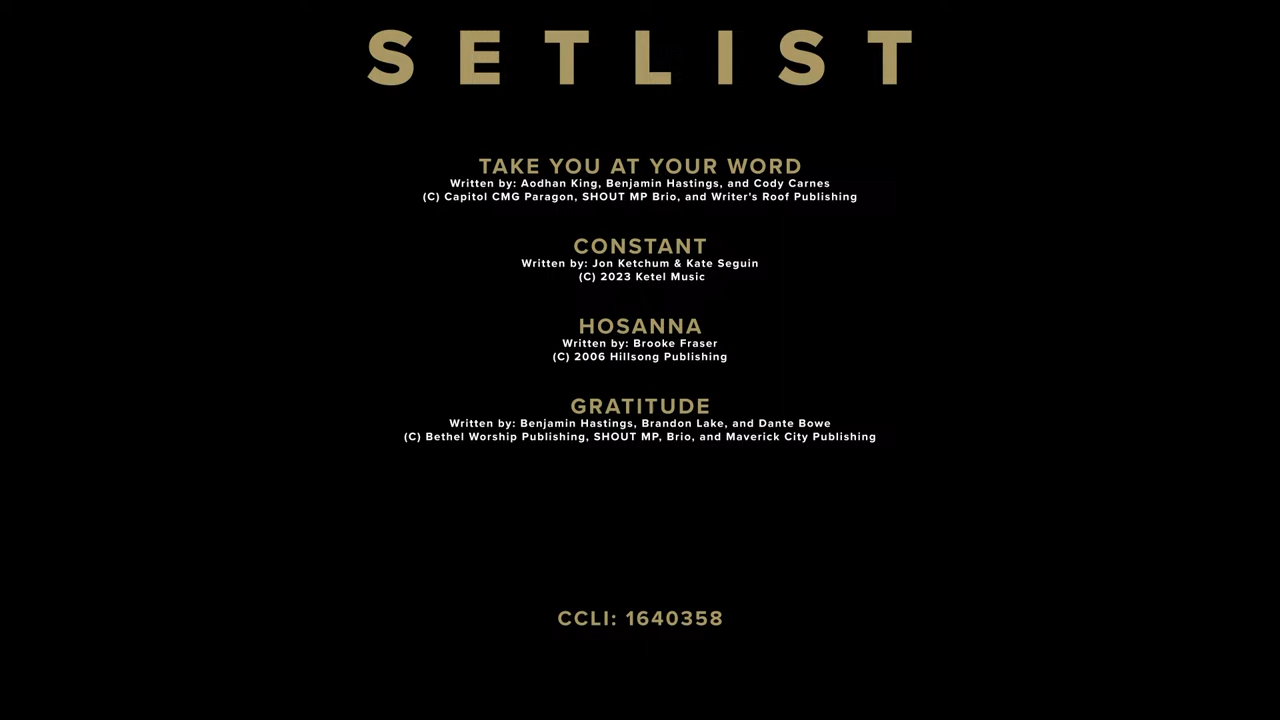 SETLIST
TAKE YOU AT YOUR WORD
Written by: Aodhan King, Benjamin Hastings, and Cody Carnes
(C) Capitol CMG Paragon, SHOUT MP Brio, and Writer's Roof Publishing
CONSTANT
Written by: Jon Ketchum & Kate Seguin
(C) 2023 Ketel Music
HOSANNA
Written by: Brooke Fraser
(C) 2006 Hillsong Publishing
GRATITUDE
Written by: Benjamin Hastings, Brandon Lake, and Dante Bowe
(C) Bethel Worship Publishing, SHOUT MP, Brio, and Maverick City Publishing
CCLI: 1640358